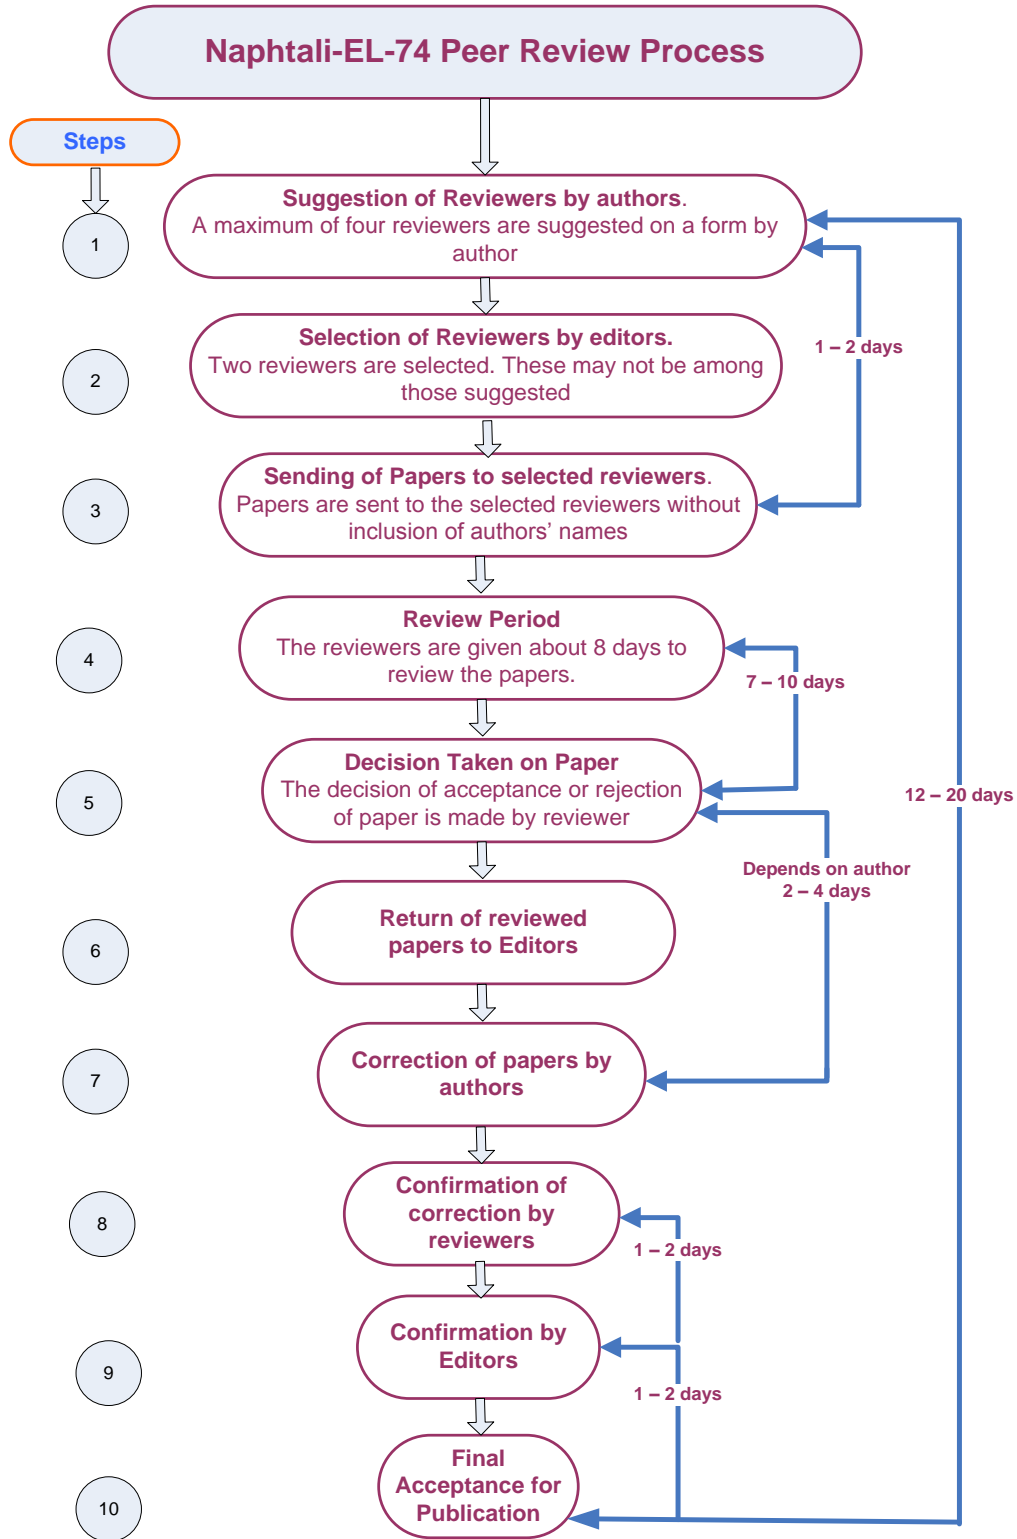 Naphtali-EL-74 Peer Review Process
Steps
1
Suggestion of Reviewers by authors.
A maximum of four reviewers are suggested on a form by
author
1 – 2 days
2
Selection of Reviewers by editors.
Two reviewers are selected. These may not be among
those suggested
3
Sending of Papers to selected reviewers.
Papers are sent to the selected reviewers without
inclusion of authors’ names
4
Review Period
The reviewers are given about 8 days to
review the papers.
7 – 10 days
5
Decision Taken on Paper
The decision of acceptance or rejection
of paper is made by reviewer
12 – 20 days
Depends on author
2 – 4 days
6
Return of reviewed
papers to Editors
7
Correction of papers by
authors
8
Confirmation of
correction by
reviewers
1 – 2 days
9
Confirmation by
Editors
1 – 2 days
10
Final
Acceptance for
Publication